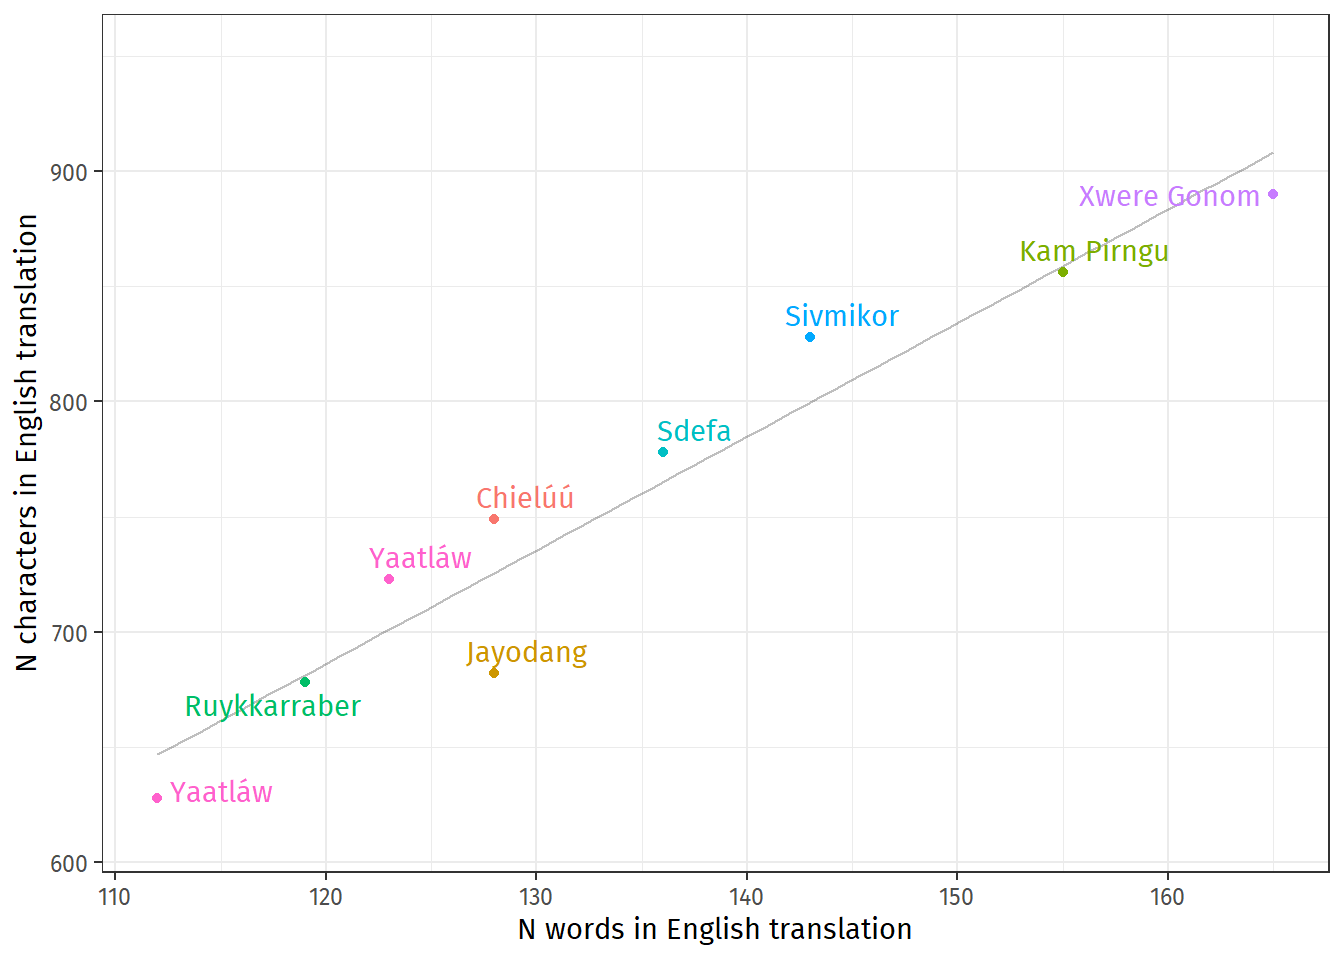 900
800
700
600
N characters in English translation
Xwere Gonom
Kam Pirngu
Sivmikor
Sdefa
Chielúú
Yaatláw
Jayodang
Ruykkarraber
Yaatláw
110 120 130 140 150 160
N words in English translation